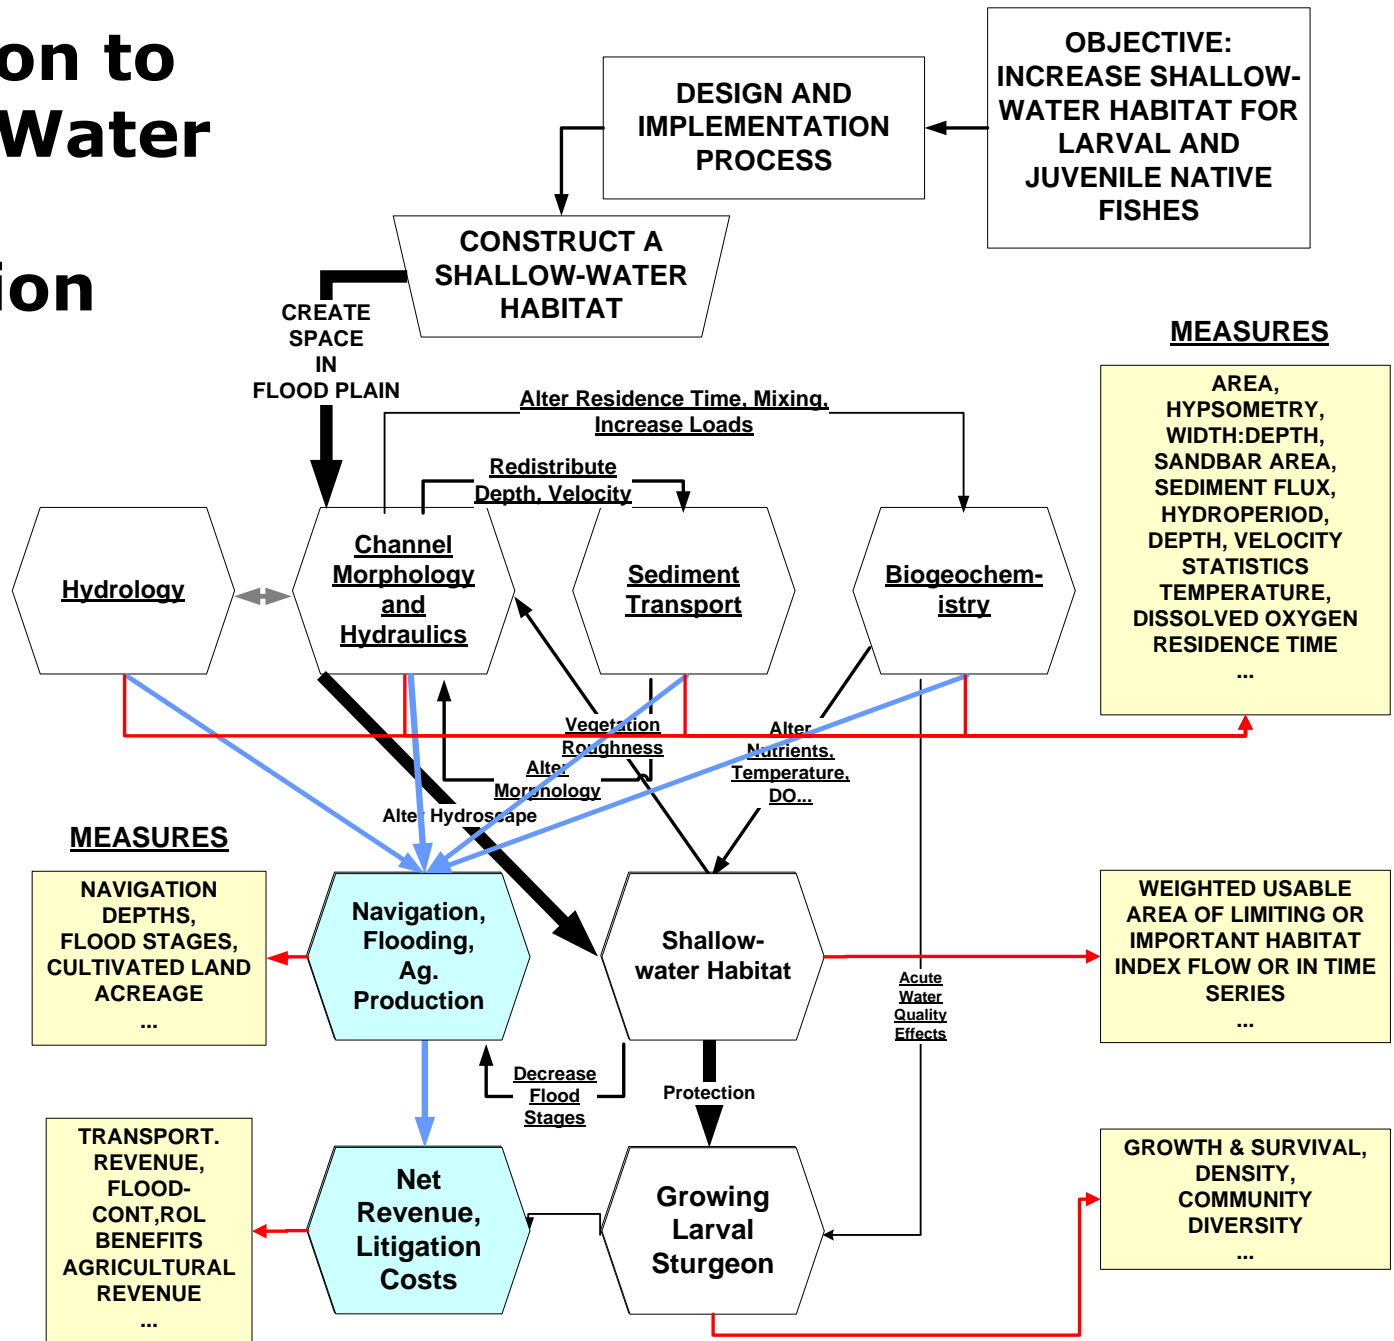 on to
Water
ion
OBJECTIVE:
INCREASE SHALLOW-
WATER HABITAT FOR
LARVAL AND
JUVENILE NATIVE
FISHES
DESIGN AND
IMPLEMENTATION
PROCESS
CONSTRUCT A
SHALLOW-WATER
HABITAT
CREATE
SPACE
IN
FLOOD PLAIN
MEASURES
AREA,
HYPSOMETRY,
WIDTH:DEPTH,
SANDBAR AREA,
SEDIMENT FLUX,
HYDROPERIOD,
DEPTH, VELOCITY
STATISTICS
TEMPERATURE,
DISSOLVED OXYGEN
RESIDENCE TIME
...
Alter Residence Time, Mixing,
Increase Loads
Redistribute
Depth, Velocity
Hydrology
Channel
Morphology
and
Hydraulics
Sediment
Transport
Biogeochem-
istry
Vegetation
Roughness
Alter
Morphology
Alter
Nutrients,
Temperature,
DO...
Alter Hydroscape
MEASURES
NAVIGATION
DEPTHS,
FLOOD STAGES,
CULTIVATED LAND
ACREAGE
...
Navigation,
Flooding,
Ag.
Production
Shallow-
water Habitat
WEIGHTED USABLE
AREA OF LIMITING OR
IMPORTANT HABITAT
INDEX FLOW OR IN TIME
SERIES
...
Acute
Water
Quality
Effects
Decrease
Flood
Stages
Protection
TRANSPORT.
REVENUE,
FLOOD-
CONT,ROL
BENEFITS
AGRICULTURAL
REVENUE
...
Net
Revenue,
Litigation
Costs
Growing
Larval
Sturgeon
GROWTH & SURVIVAL,
DENSITY,
COMMUNITY
DIVERSITY
...